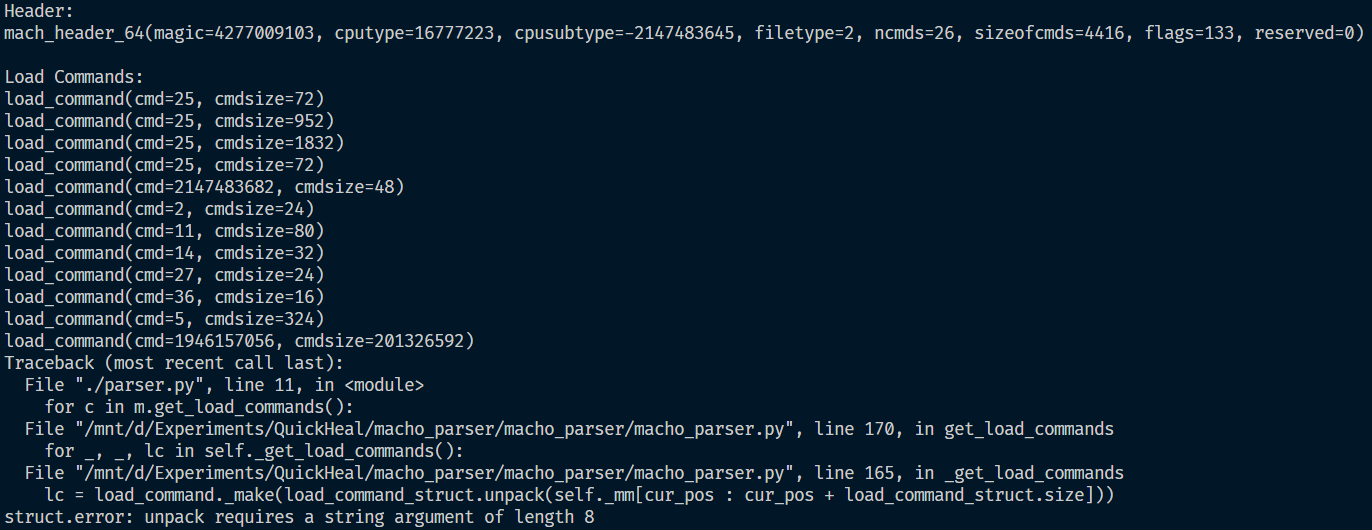 Header:
mach_header_64(magic=4277009103, cputype=16777223, cpusubtype=-2147483645, filetype=2, ncmds=26, sizeofcmds=4416, flags=133, reserved=0)
Load Commands:
load_command(cmd=25, cmdsize=72)
load_command(cmd=25, cmdsize=952)
load_command(cmd=25, cmdsize=1832)
load_command(cmd=25, cmdsize=72)
load_command(cmd=2147483682, cmdsize=48)
load_command(cmd=2, cmdsize=24)
load_command(cmd=11, cmdsize=80)
load_command(cmd=14, cmdsize=32)
load_command(cmd=27, cmdsize=24)
load_command(cmd=36, cmdsize=16)
load_command(cmd=5, cmdsize=324)
load_command(cmd=1946157056, cmdsize=201326592)
Traceback (most recent call last):
  File "./parser.py", line 11, in <module>
    for c in m.get_load_commands():
  File "/mnt/d/Experiments/QuickHeal/macho_parser/macho_parser/macho_parser.py", line 170, in get_load_commands
    for _, _, lc in self._get_load_commands():
  File "/mnt/d/Experiments/QuickHeal/macho_parser/macho_parser/macho_parser.py", line 165, in _get_load_commands
    lc = load_command._make(load_command_struct.unpack(self._mm[cur_pos : cur_pos + load_command_struct.size]))
struct.error: unpack requires a string argument of length 8